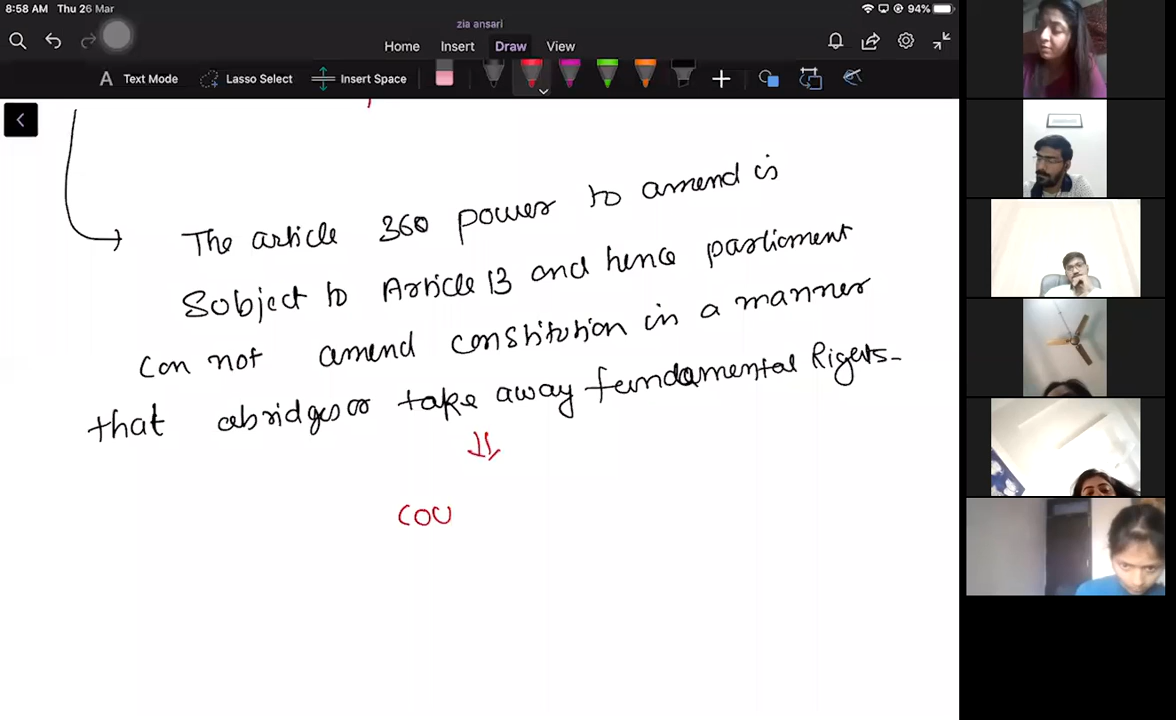 8:58 AM Thu 26 Mar
94%
zia ansari
Home Insert Draw View
Text Mode Lasso Select Insert Space
The article 360 power to amend is
Sobject to Article 13 and hence parliament
can not amend constitution in a manner
that abridges or take away fundamental Rights-
COU